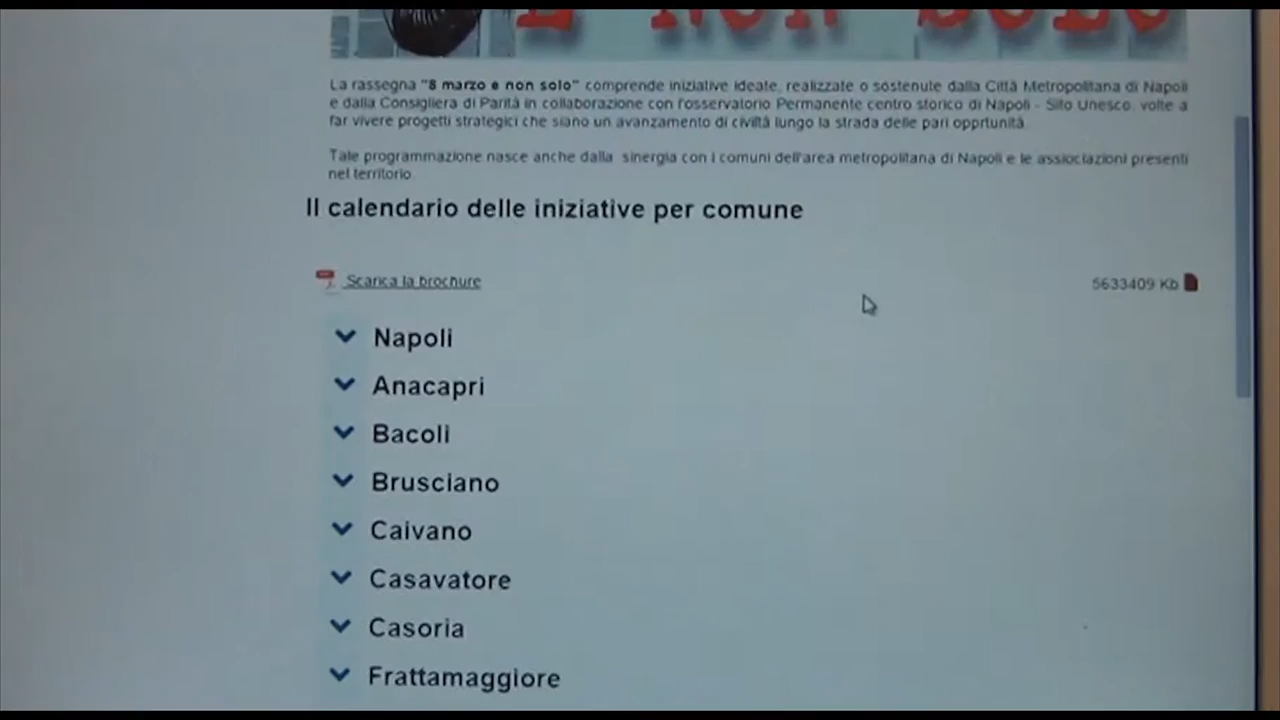 E NON SOLO
La rassegna "8 marzo e non solo" comprende iniziative ideate, realizzate o sostenute dalla Città Metropolitana di Napoli
e dalla Consigliera di Parità in collaborazione con l'osservatorio Permanente centro storico di Napoli - Sito Unesco, volte a
far vivere progetti strategici che siano un avanzamento di civiltà lungo la strada delle pari opprtunità.
Tale programmazione nasce anche dalla sinergia con i comuni dell'area metropolitana di Napoli e le assiociazioni presenti
nel territorio.
Il calendario delle iniziative per comune
Scarica la brochure
5633409 Kb
Napoli
Anacapri
Bacoli
Brusciano
Caivano
Casavatore
Casoria
Frattamaggiore